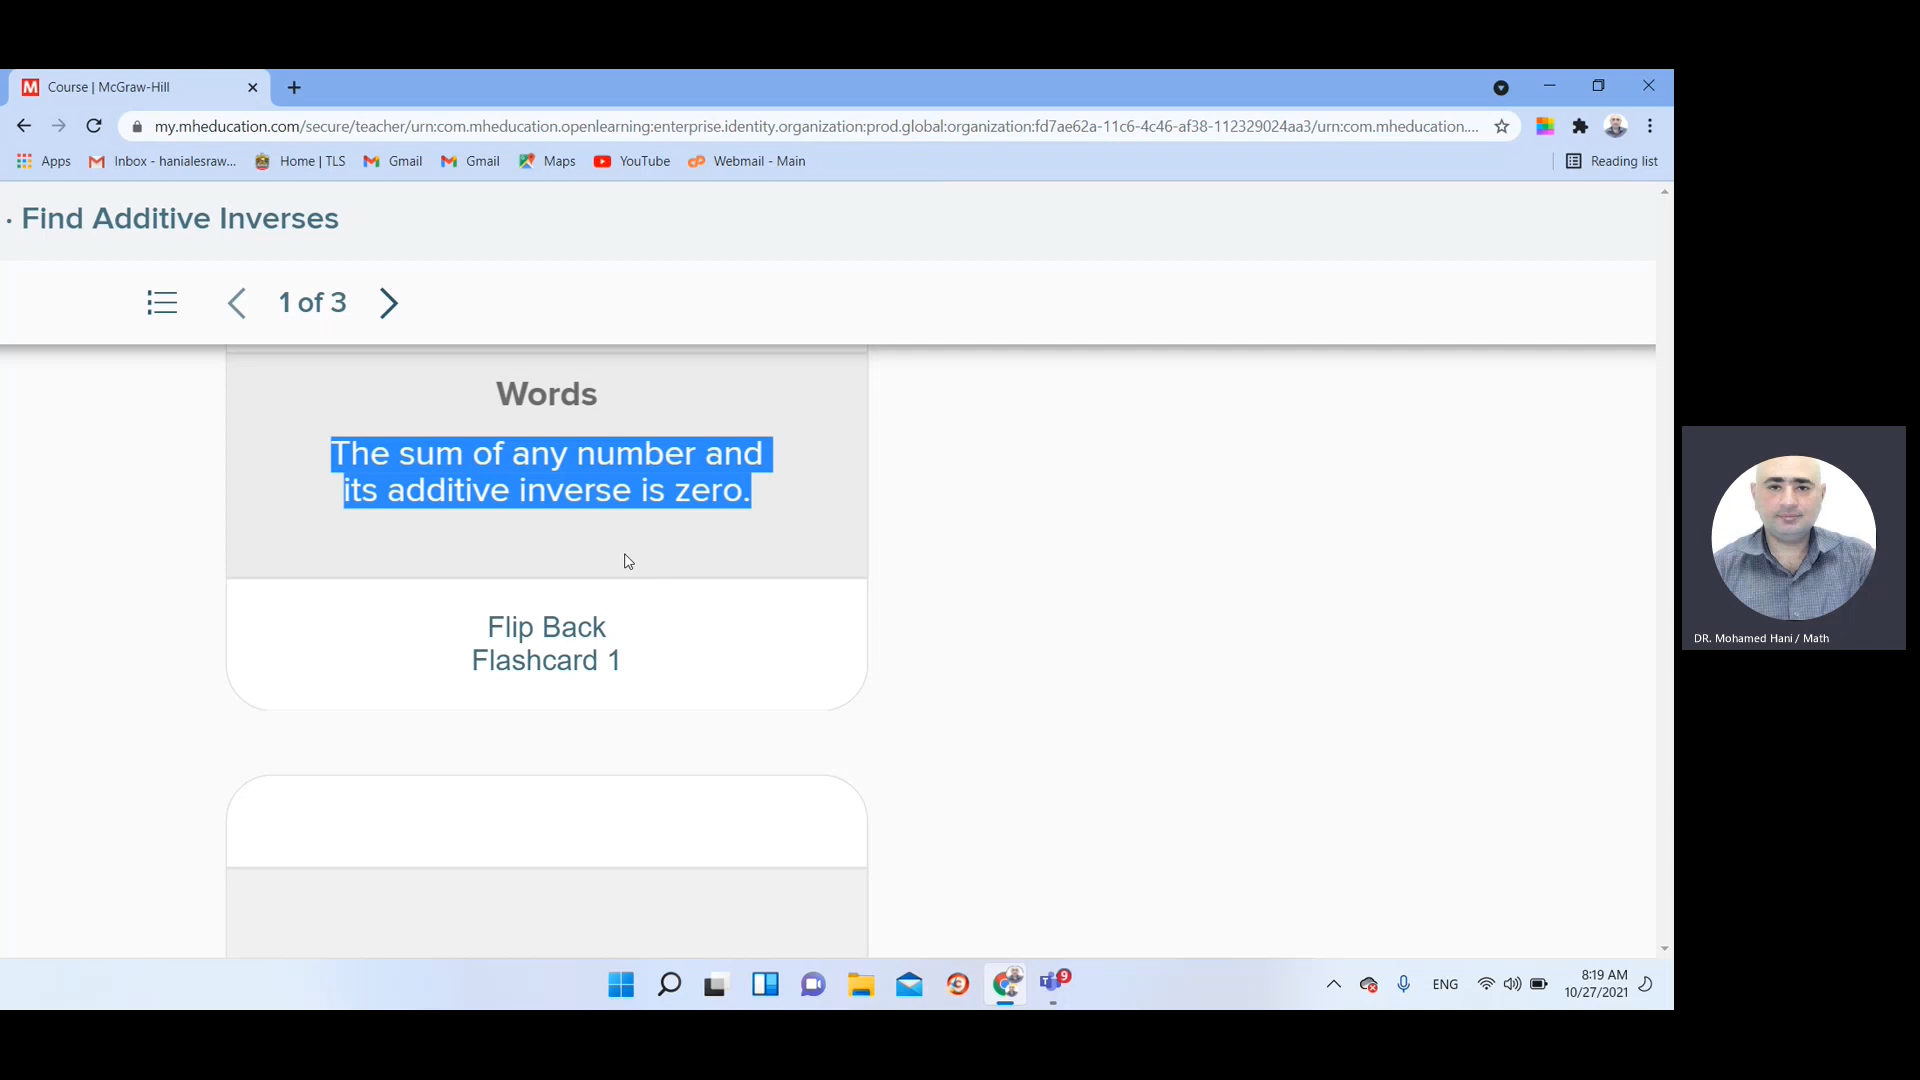 Course | McGraw-Hill
my.mheducation.com/secure/teacher/urn:com.mheducation.openlearning:enterprise.identity.organization:prod.global:organization:fd7ae62a-11c6-4c46-af38-112329024aa3/urn:com.mheducation....
Apps Inbox - hanialesraw... Home | TLS Gmail Gmail Maps YouTube Webmail - Main Reading list
· Find Additive Inverses
1 of 3
Words
The sum of any number and
its additive inverse is zero.
Flip Back
Flashcard 1
DR. Mohamed Hani / Math
9
ENG
8:19 AM
10/27/2021